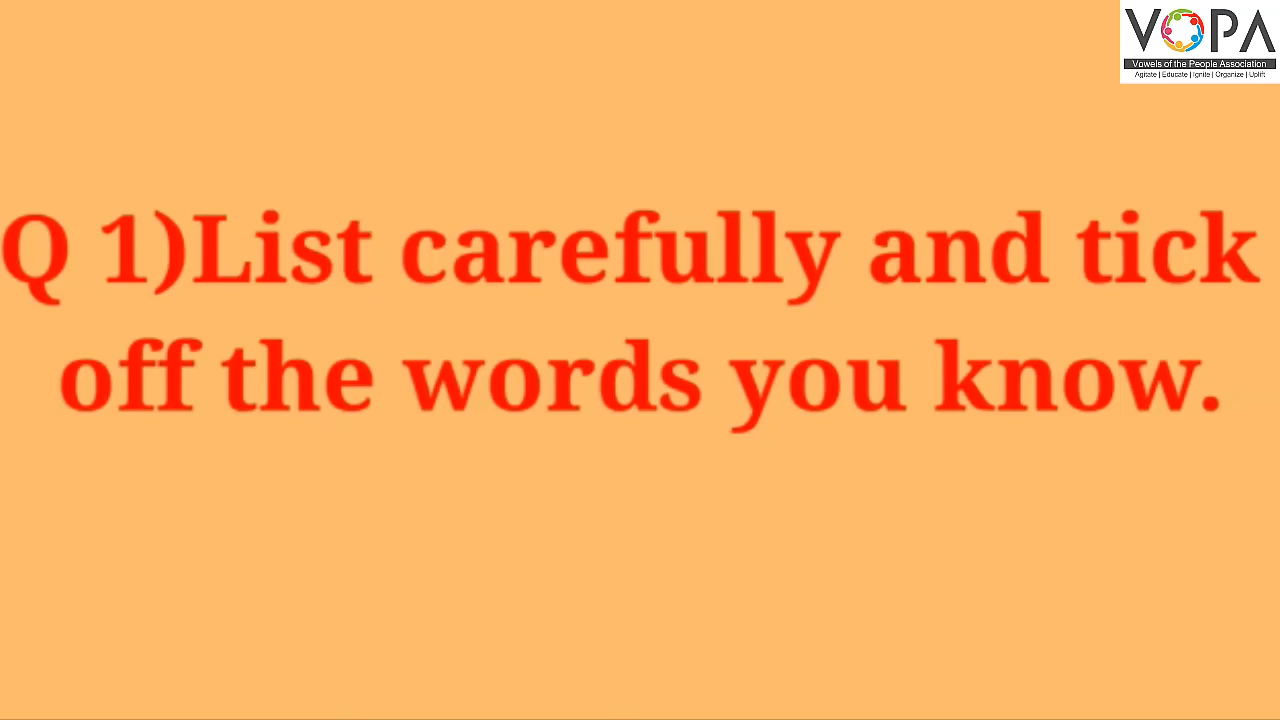 VOPA
Vowels of the People Association
Agitate | Educate | Ignite | Organize | Uplift
Q 1)List carefully and tick
off the words you know.